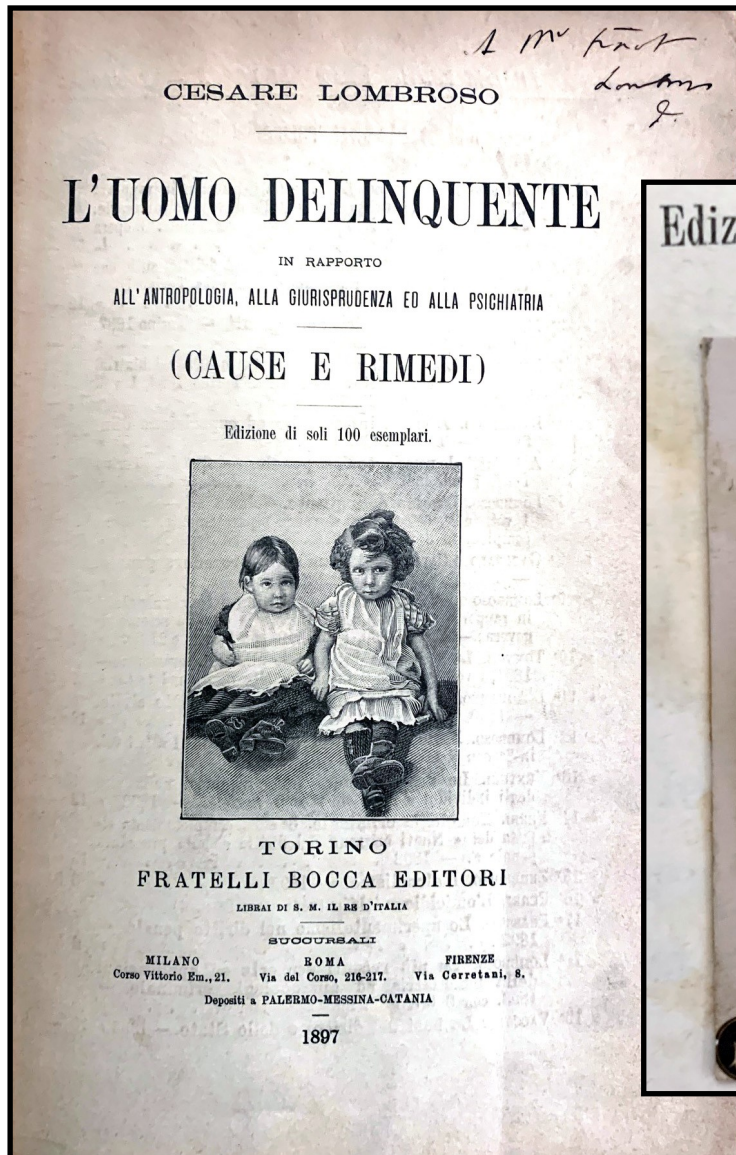 A Mr
CESARE LOMBROSO
L'UOMO DELINQUENTE
IN RAPPORTO
ALL'ANTROPOLOGIA, ALLA GIURISPRUDENZA ED ALLA PSICHIATRIA
(CAUSE E RIMEDI)
Edizione di soli 100 esemplari.
TORINO
FRATELLI BOCCA EDITORI
LIBRAI DI S. M. IL RE D'ITALIA
SUCCURSALI
MILANO ROMA FIRENZE
Corso Vittorio Em., 21. Via del Corso, 216-217. Via Cerretani, 8.
Depositi a PALERMO-MESSINA-CATANIA
1897
Ediz